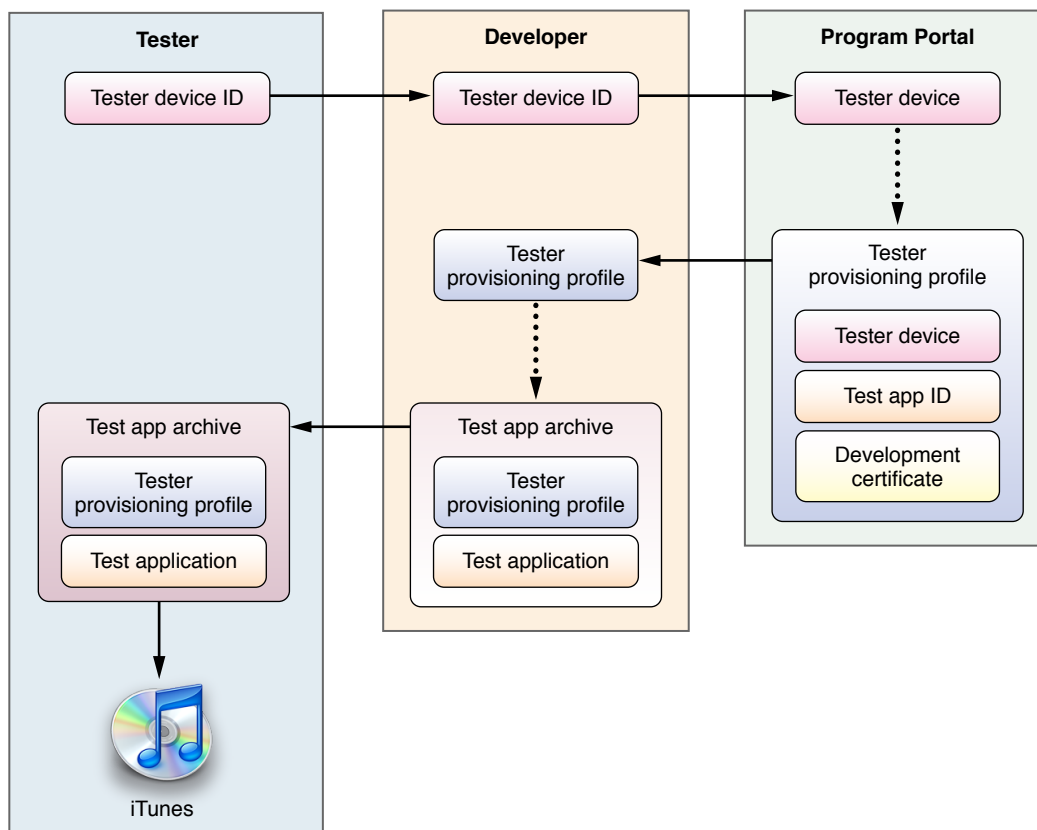 Tester
Developer
Program Portal
Tester device ID
Tester device ID
Tester device
Tester
provisioning profile
Tester
provisioning profile
Tester device
Test app ID
Development
certificate
Test app archive
Tester
provisioning profile
Test application
Test app archive
Tester
provisioning profile
Test application
iTunes